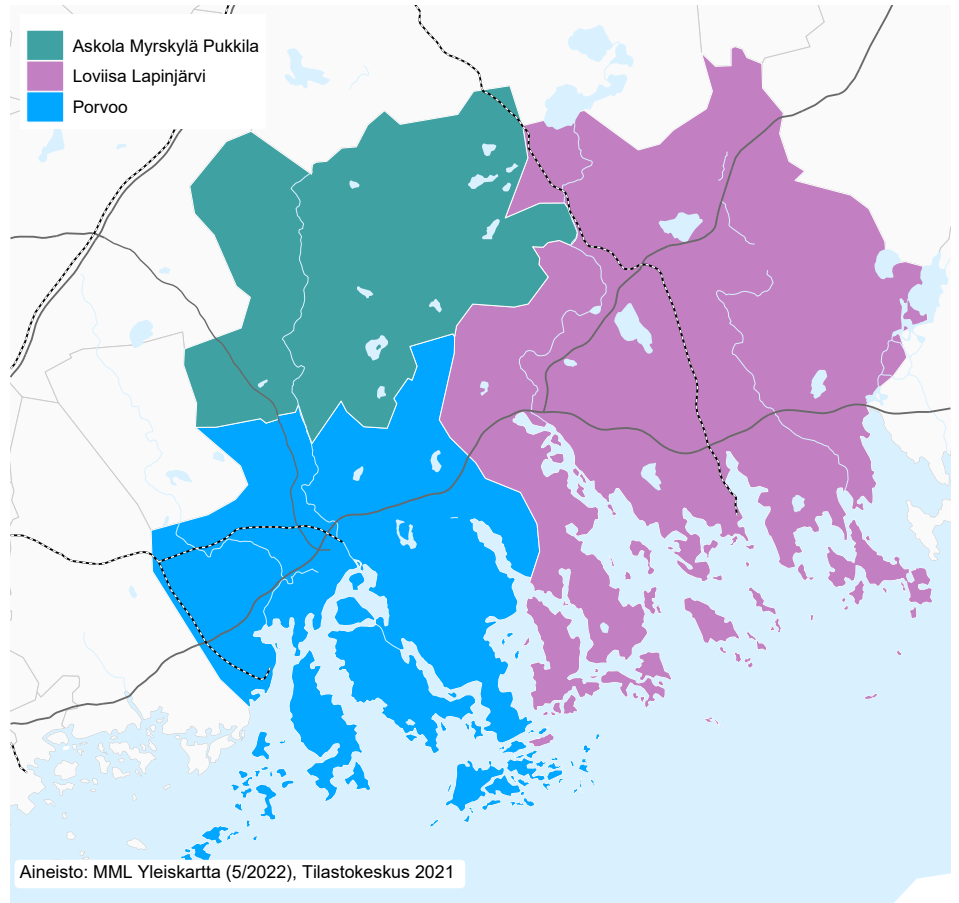 Askola Myrskylä Pukkila
Loviisa Lapinjärvi
Porvoo
Aineisto: MML Yleiskartta (5/2022), Tilastokeskus 2021